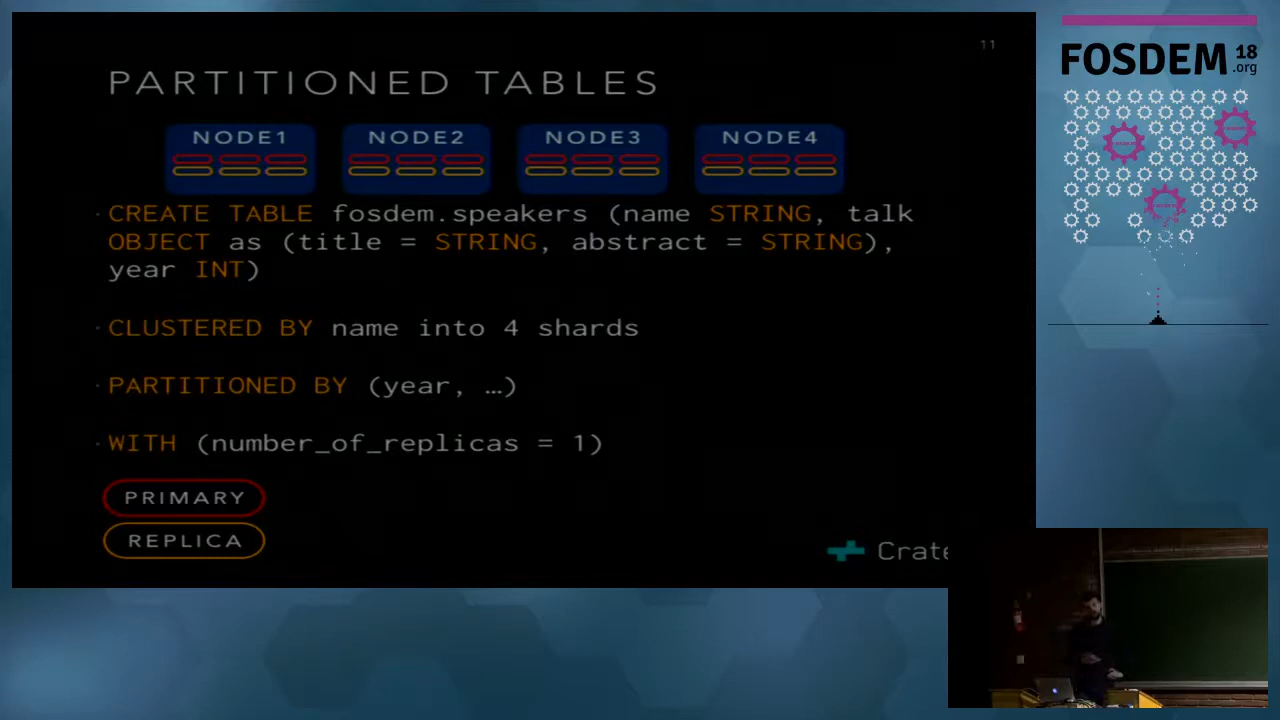 11
PARTITIONED TABLES
NODE1 NODE2 NODE3 NODE4
· CREATE TABLE fosdem.speakers (name STRING, talk
OBJECT as (title = STRING, abstract = STRING),
year INT)
· CLUSTERED BY name into 4 shards
· PARTITIONED BY (year, …)
· WITH (number_of_replicas = 1)
PRIMARY
REPLICA
Crate
FOSDEM 18
.org